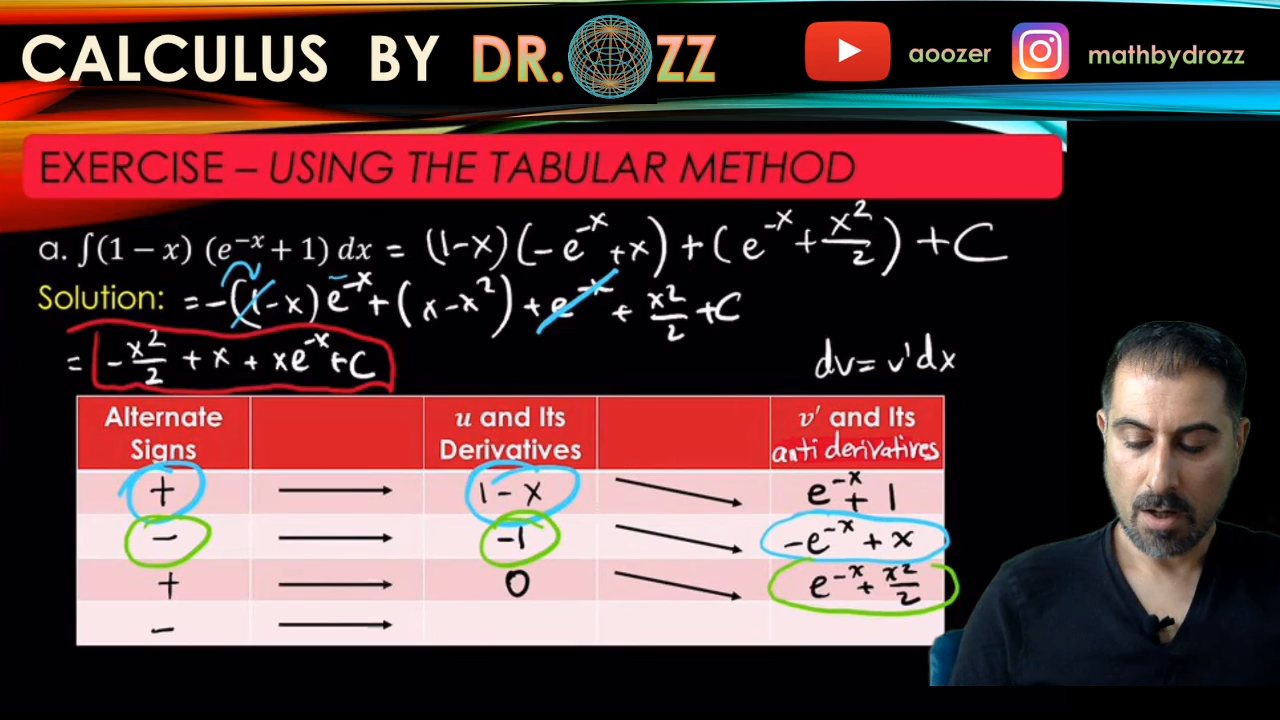 CALCULUS BY DR. ZZ
aoozer
mathbydrozz
EXERCISE – USING THE TABULAR METHOD
a. ∫(1 − x) (e⁻ˣ + 1) dx = (1-x)(-e⁻ˣ+x) + (e⁻ˣ+x²/2) + C
Solution: = -(1-x)e⁻ˣ+(x-x²)+e⁻ˣ+x²/2+C
= -x²/2 + x + xe⁻ˣ+C
dv = v'dx
Alternate Signs
u and Its Derivatives
v′ and Its anti derivatives
+ 1-x e⁻ˣ+1
- -1 -e⁻ˣ+x
+ 0 e⁻ˣ+x²/2
-